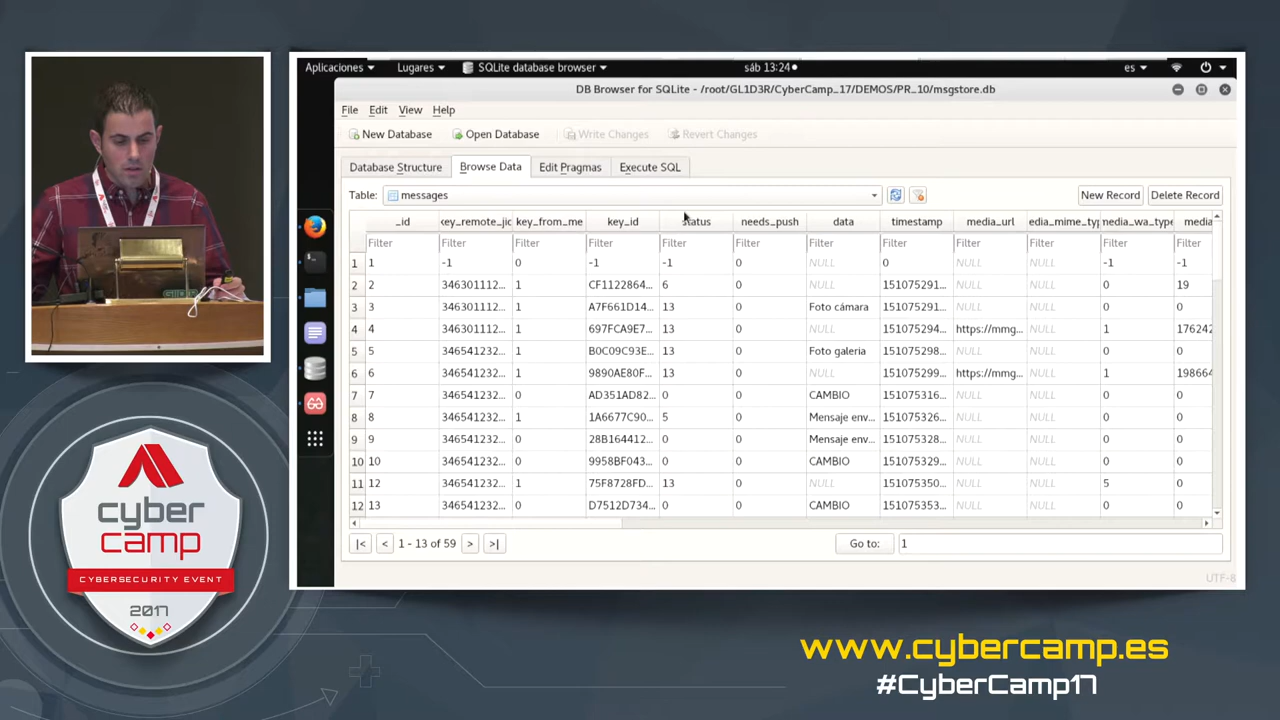 Aplicaciones Lugares SQLite database browser sáb 13:24 es
DB Browser for SQLite - /root/GL1D3R/CyberCamp_17/DEMOS/PR_10/msgstore.db
File Edit View Help
New Database Open Database Write Changes Revert Changes
Database Structure Browse Data Edit Pragmas Execute SQL
Table: messages New Record Delete Record
_id key_remote_jid key_from_me key_id status needs_push data timestamp media_url edia_mime_typ nedia_wa_type media
Filter Filter Filter Filter Filter Filter Filter Filter Filter Filter Filter Filter
1 1 -1 0 -1 -1 0 NULL 0 NULL NULL -1 -1
2 2 346301112... 1 CF1122864... 6 0 NULL 151075291... NULL NULL 0 19
3 3 346301112... 1 A7F661D14... 13 0 Foto cámara 151075291... NULL NULL 0 0
4 4 346301112... 1 697FCA9E7... 13 0 NULL 151075294... https://mmg... NULL 1 176242
5 5 346541232... 1 B0C09C93E... 13 0 Foto galeria 151075298... NULL NULL 0 0
6 6 346541232... 1 9890AE80F... 13 0 NULL 151075299... https://mmg... NULL 1 198664
7 7 346541232... 0 AD351AD82... 0 0 CAMBIO 151075316... NULL NULL 0 0
8 8 346541232... 1 1A6677C90... 5 0 Mensaje env... 151075326... NULL NULL 0 0
9 9 346541232... 0 28B164412... 0 0 Mensaje env... 151075328... NULL NULL 0 0
10 10 346541232... 0 9958BF043... 0 0 CAMBIO 151075329... NULL NULL 0 0
11 12 346541232... 1 75F8728FD... 13 0 NULL 151075350... NULL NULL 5 0
12 13 346541232... 0 D7512D734... 0 0 CAMBIO 151075353... NULL NULL 0 0
|< < 1 - 13 of 59 > >| Go to: 1
UTF-8
cyber
camp
CYBERSECURITY EVENT
2017
www.cybercamp.es
#CyberCamp17